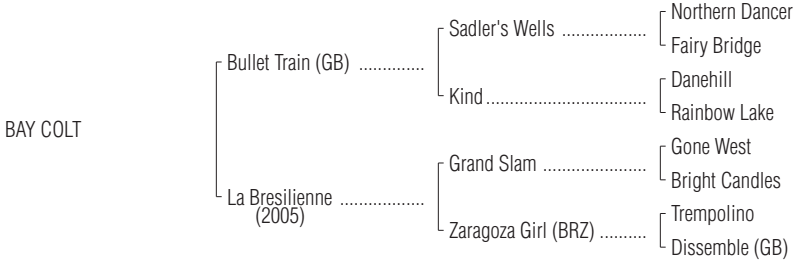 Northern Dancer
Sadler's Wells ...................
Fairy Bridge
Bullet Train (GB) ..............
Danehill
Kind ..................................
Rainbow Lake
BAY COLT
Gone West
Grand Slam ......................
Bright Candles
La Bresilienne ..................
(2005)
Trempolino
Zaragoza Girl (BRZ) ..........
Dissemble (GB)